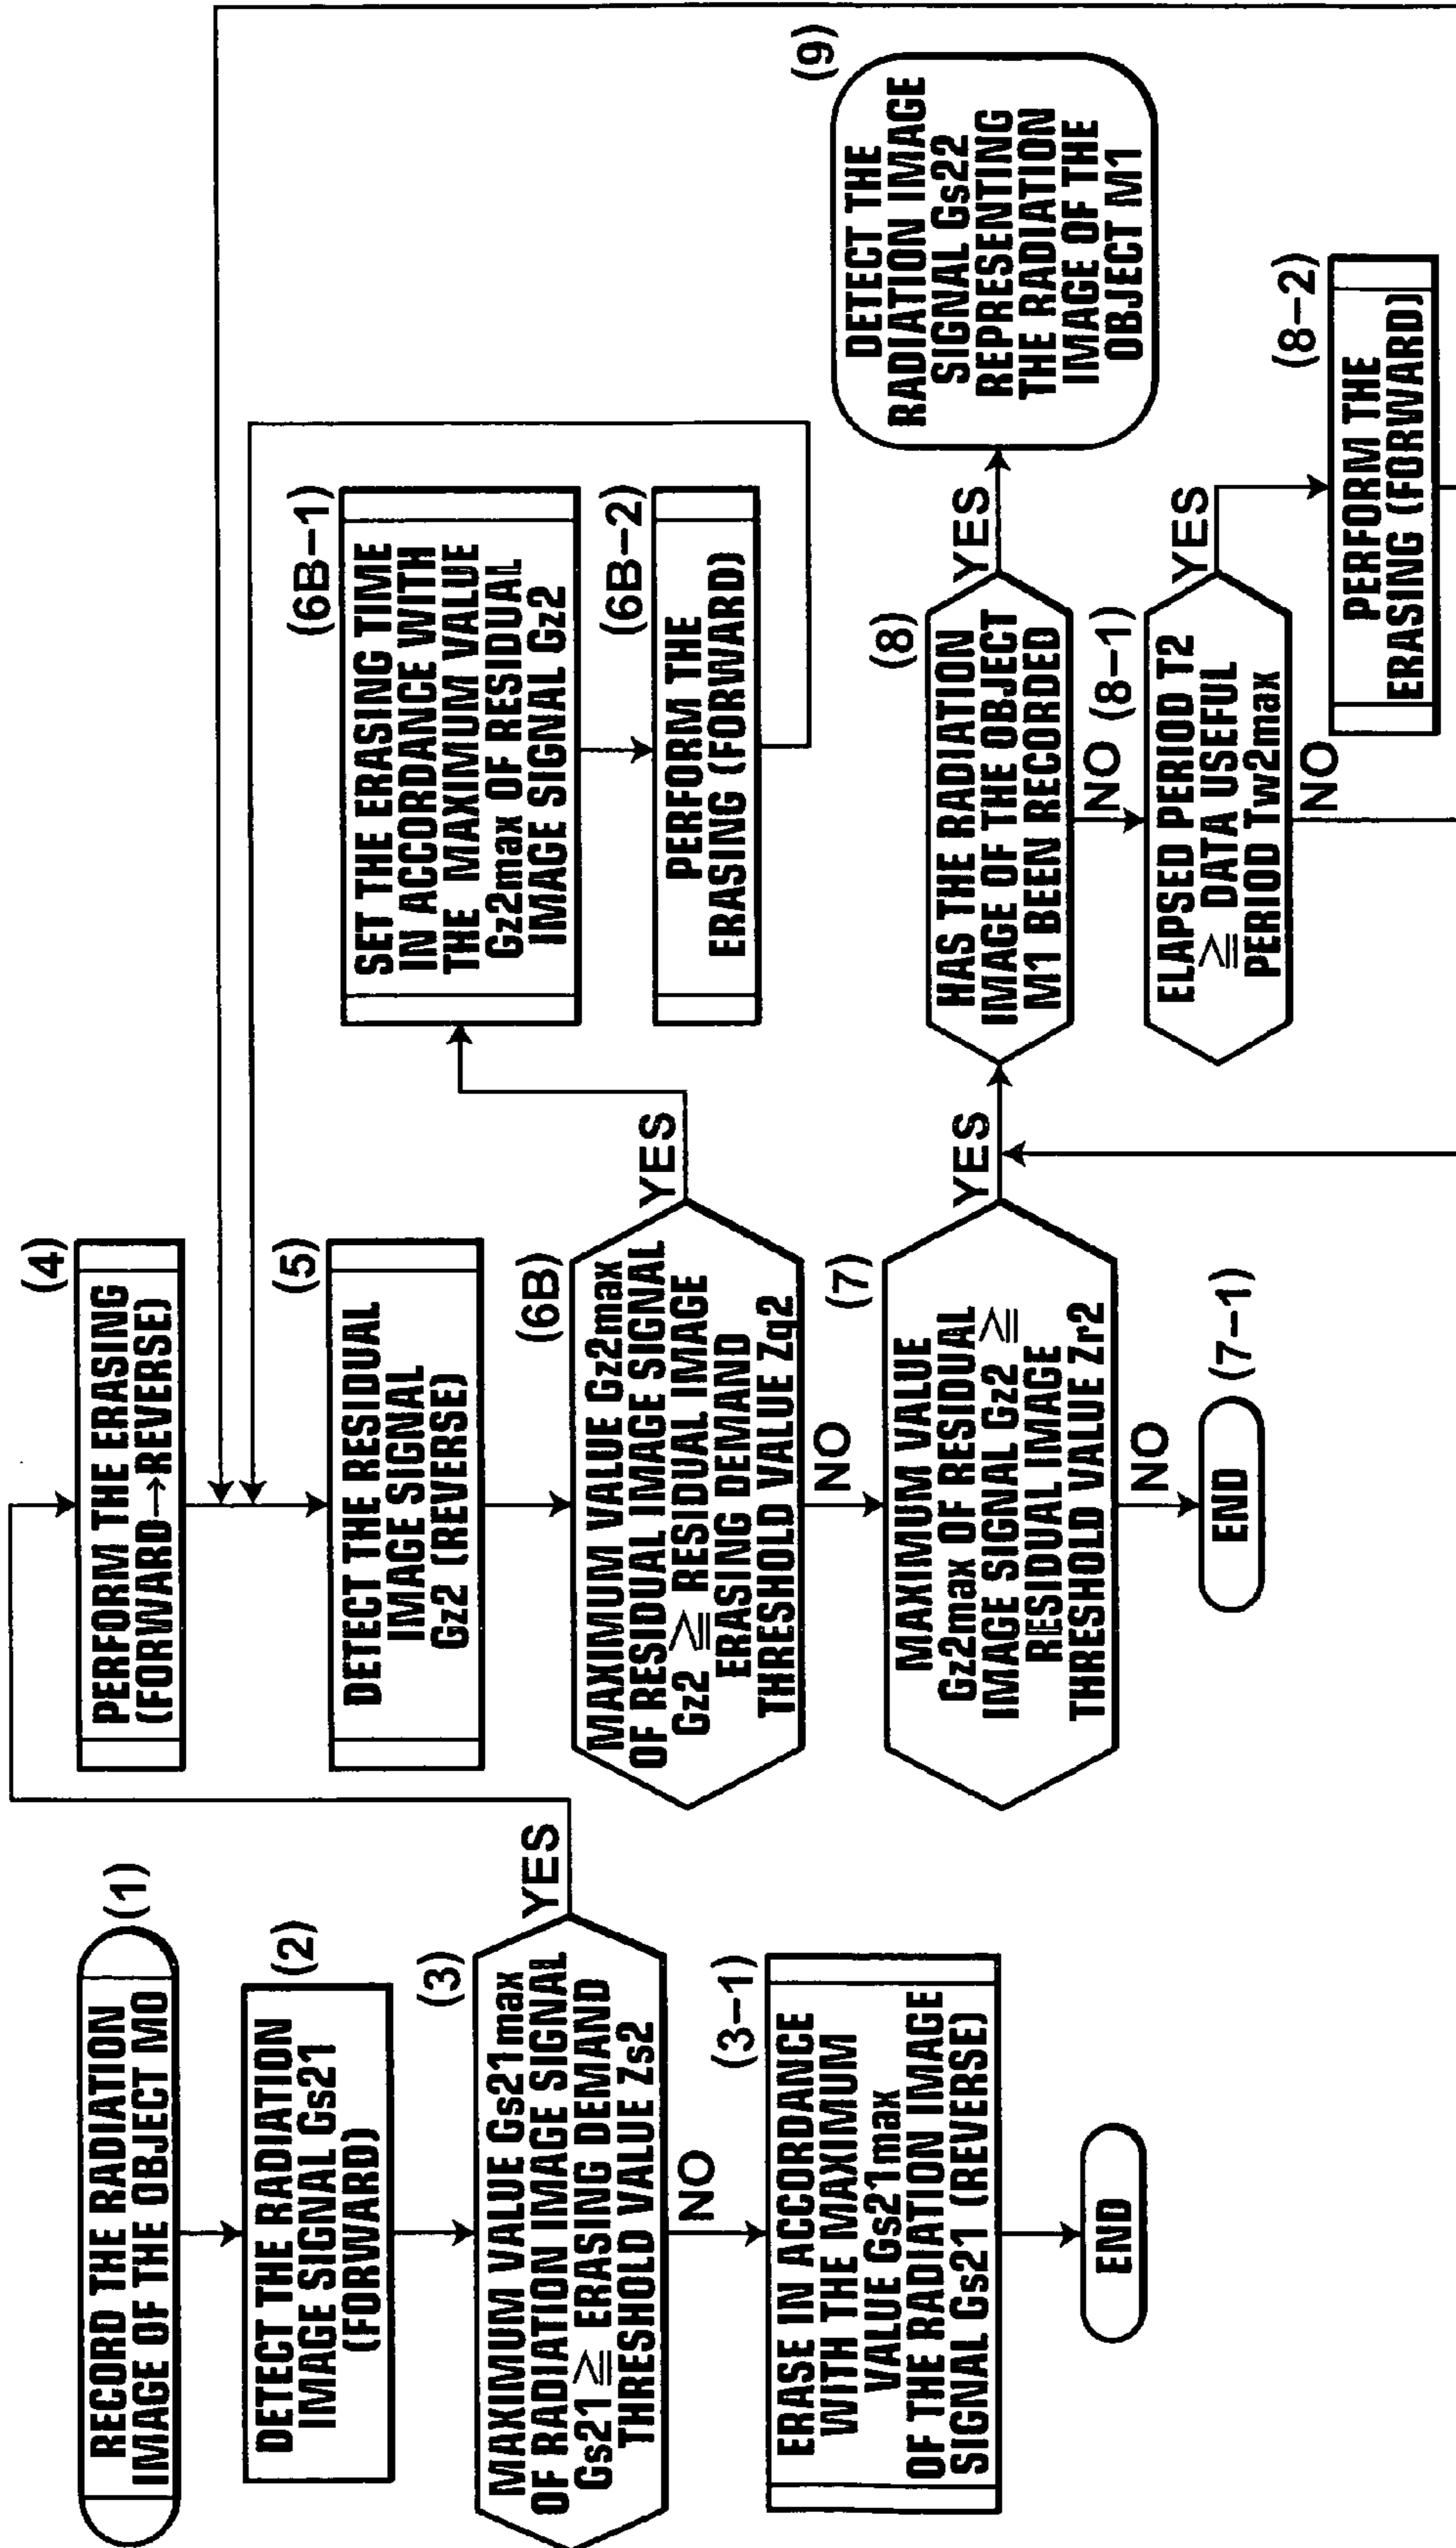 RECORD THE RADIATION
IMAGE OF THE OBJECT M0
(1)
DETECT THE RADIATION
IMAGE SIGNAL Gs21
(FORWARD)
(2)
MAXIMUM VALUE Gs21max
OF RADIATION IMAGE SIGNAL
Gs21 ≧ ERASING DEMAND
THRESHOLD VALUE Zs2
(3)
YES
NO
ERASE IN ACCORDANCE
WITH THE MAXIMUM
VALUE Gs21max
OF THE RADIATION IMAGE
SIGNAL Gs21 (REVERSE)
(3-1)
END
PERFORM THE ERASING
(FORWARD→REVERSE)
(4)
DETECT THE RESIDUAL
IMAGE SIGNAL
Gz2 (REVERSE)
(5)
MAXIMUM VALUE Gz2max
OF RESIDUAL IMAGE SIGNAL
Gz2 ≧ RESIDUAL IMAGE
ERASING DEMAND
THRESHOLD VALUE Zq2
(6B)
YES
NO
MAXIMUM VALUE
Gz2max OF RESIDUAL
IMAGE SIGNAL Gz2 ≧
RESIDUAL IMAGE
THRESHOLD VALUE Zr2
(7)
YES
NO
END
(7-1)
SET THE ERASING TIME
IN ACCORDANCE WITH
THE MAXIMUM VALUE
Gz2max OF RESIDUAL
IMAGE SIGNAL Gz2
(6B-1)
PERFORM THE
ERASING (FORWARD)
(6B-2)
HAS THE RADIATION
IMAGE OF THE OBJECT
M1 BEEN RECORDED
(8)
YES
NO
ELAPSED PERIOD T2
≧ DATA USEFUL
PERIOD Tw2max
(8-1)
YES
NO
PERFORM THE
ERASING (FORWARD)
(8-2)
DETECT THE
RADIATION IMAGE
SIGNAL Gs22
REPRESENTING
THE RADIATION
IMAGE OF THE
OBJECT M1
(9)